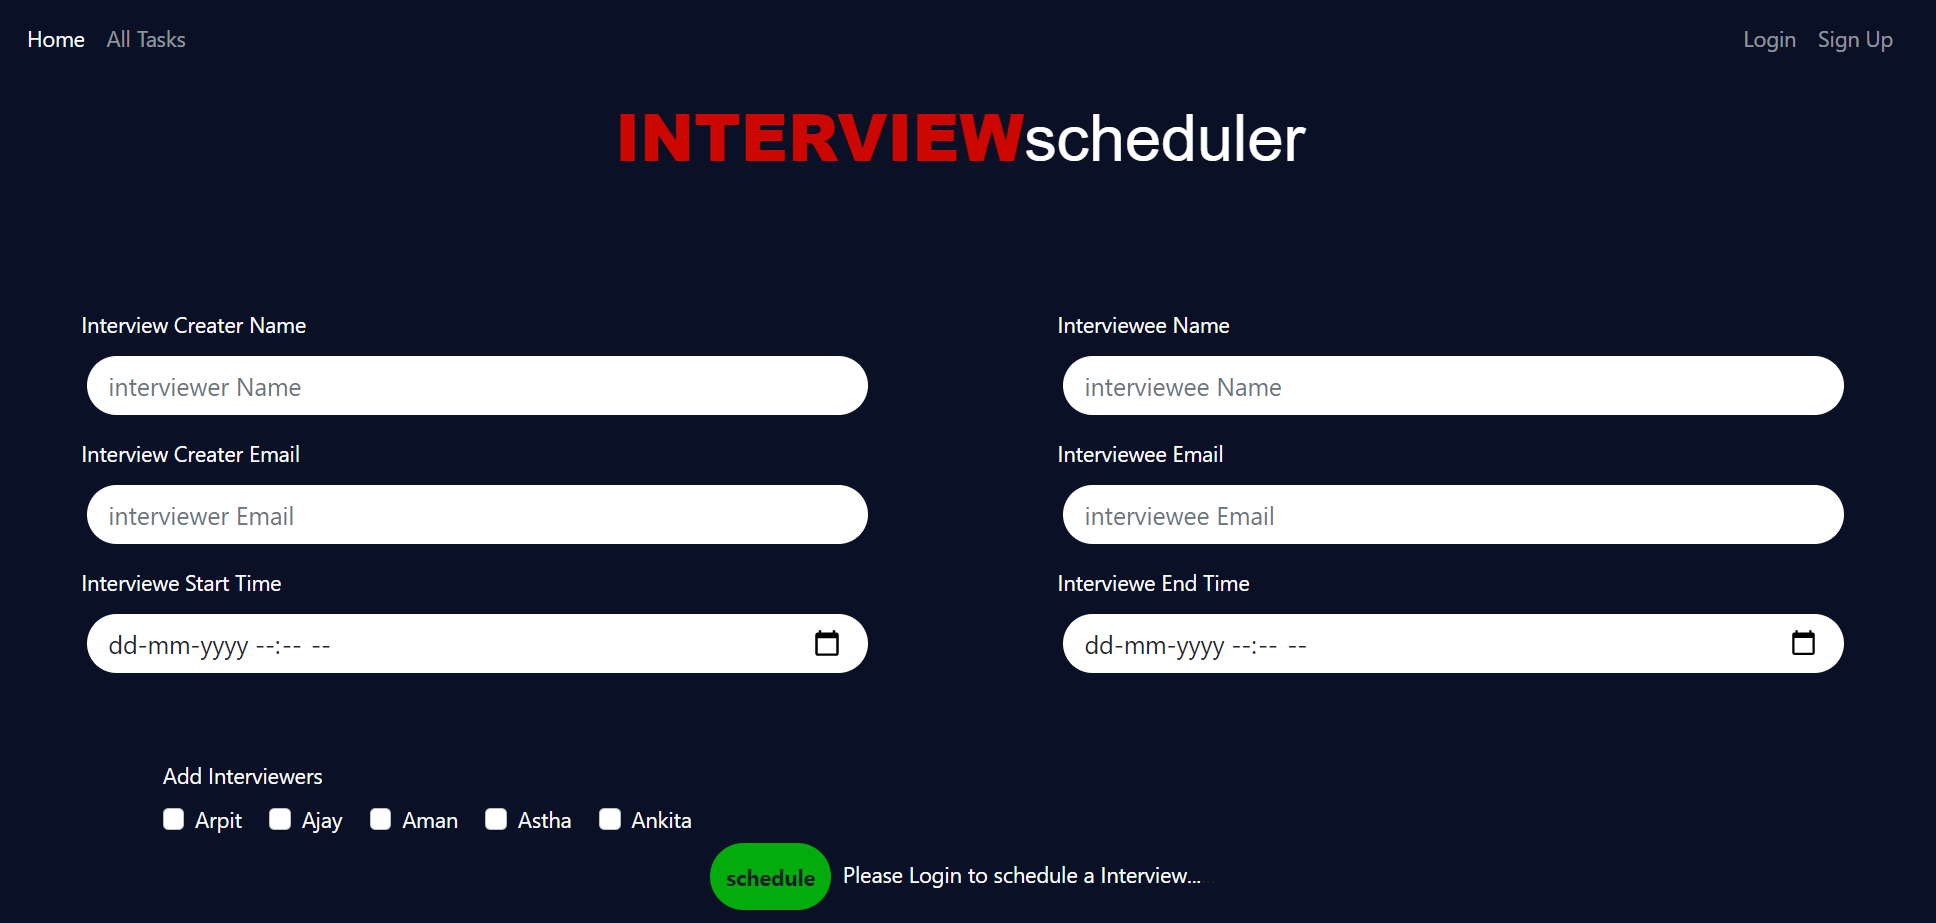 Home All Tasks Login Sign Up
INTERVIEWscheduler
Interview Creater Name
interviewer Name
Interviewee Name
interviewee Name
Interview Creater Email
interviewer Email
Interviewee Email
interviewee Email
Interviewe Start Time
dd-mm-yyyy --:-- --
Interviewe End Time
dd-mm-yyyy --:-- --
Add Interviewers
Arpit Ajay Aman Astha Ankita
schedule Please Login to schedule a Interview...